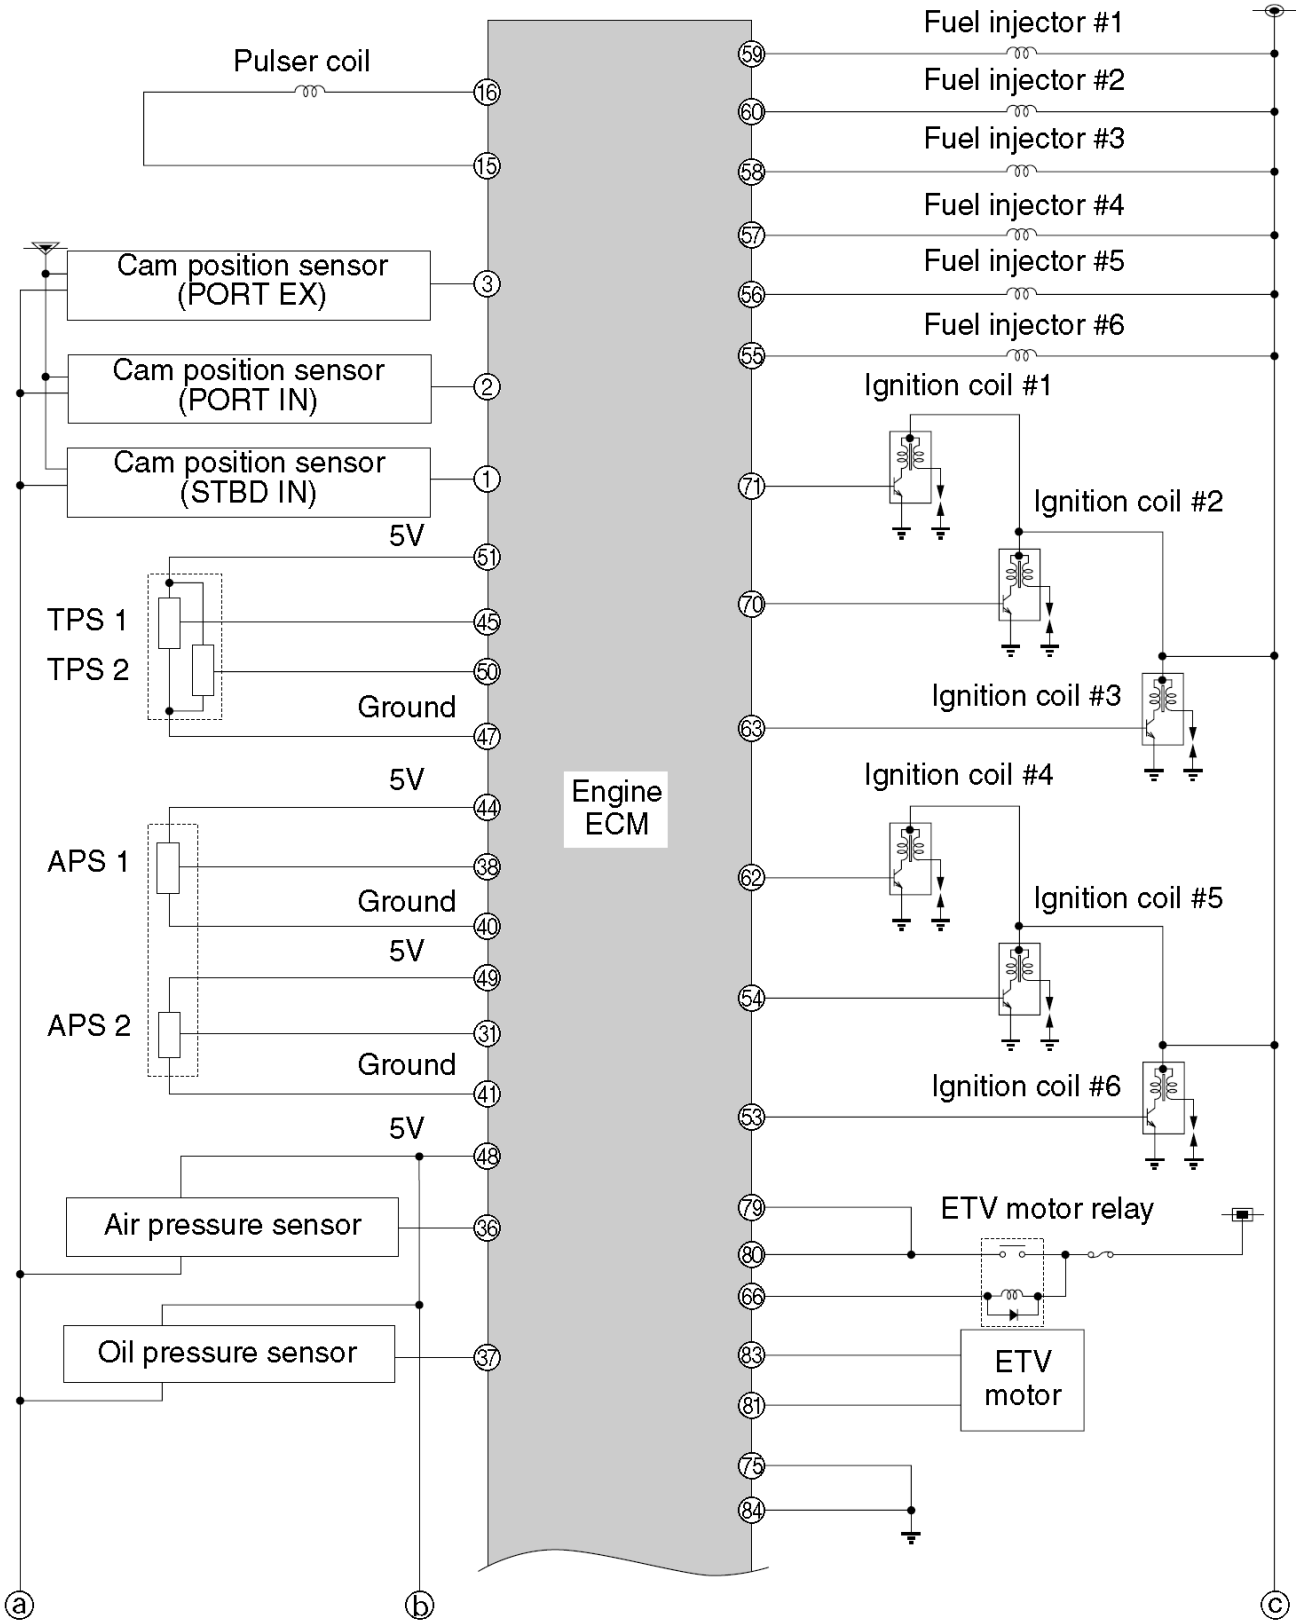 Pulser coil
16
15
Cam position sensor
(PORT EX)
3
Cam position sensor
(PORT IN)
2
Cam position sensor
(STBD IN)
1
5V
51
TPS 1
45
TPS 2
50
Ground
47
5V
44
APS 1
38
Ground
40
5V
49
APS 2
31
Ground
41
5V
48
Air pressure sensor
36
Oil pressure sensor
37
a
b
Engine
ECM
Fuel injector #1
59
Fuel injector #2
60
Fuel injector #3
58
Fuel injector #4
57
Fuel injector #5
56
Fuel injector #6
55
Ignition coil #1
71
Ignition coil #2
70
Ignition coil #3
63
Ignition coil #4
62
Ignition coil #5
54
Ignition coil #6
53
79
ETV motor relay
80
66
83
ETV
motor
81
75
84
c